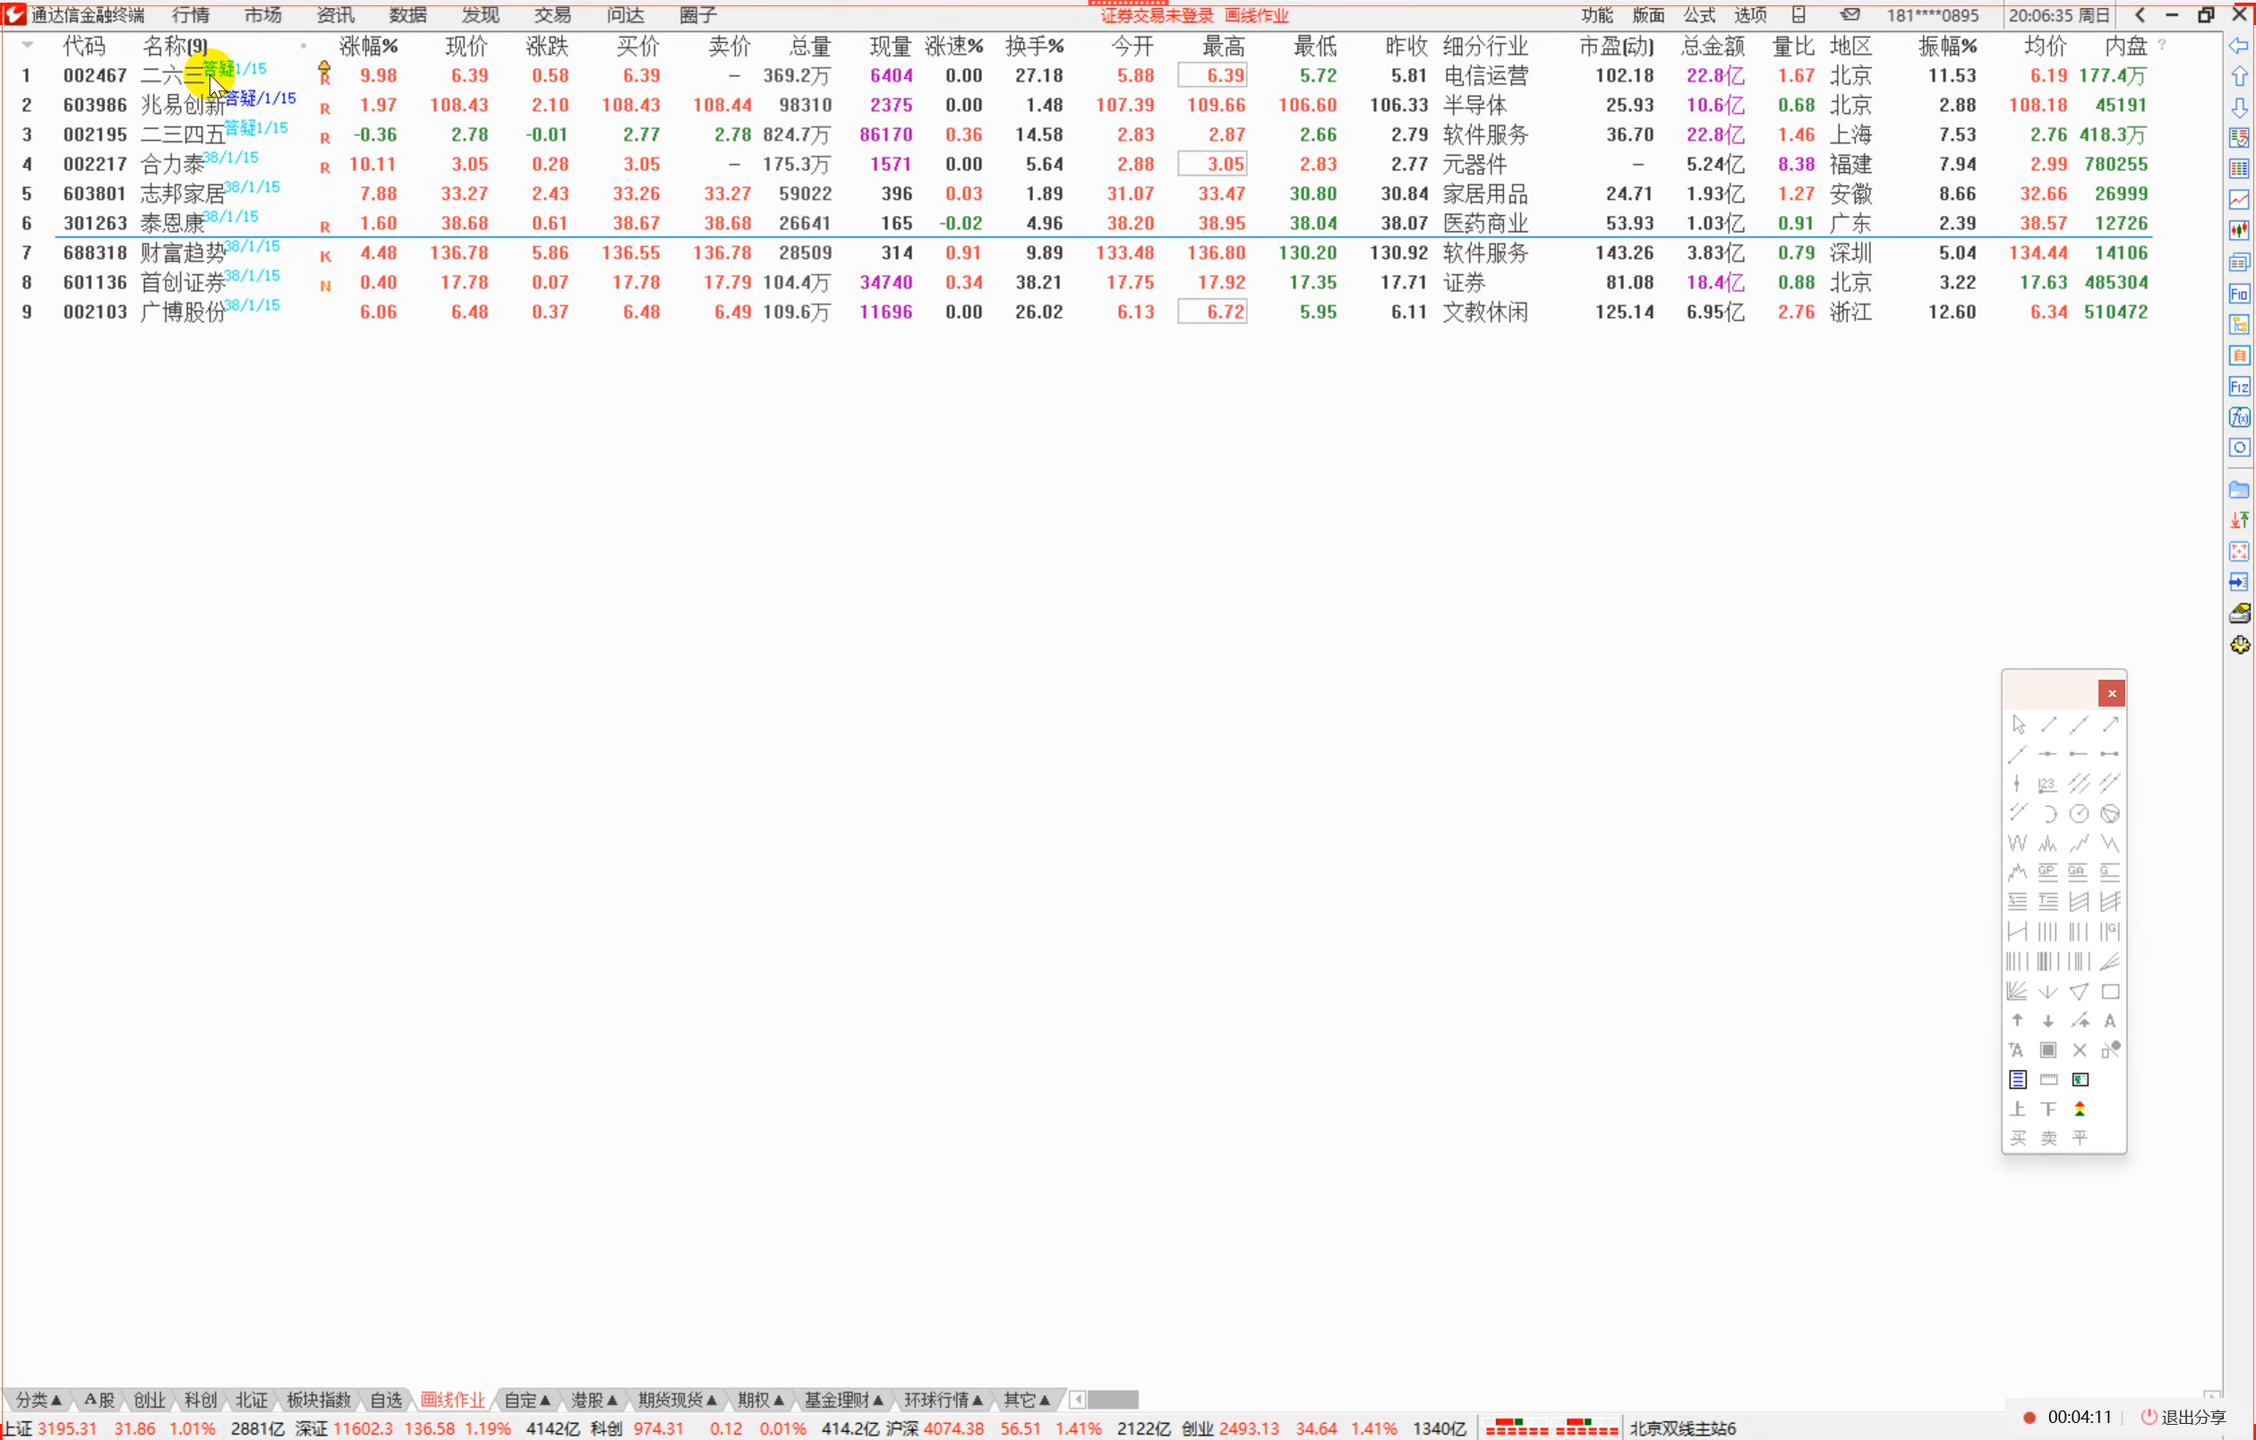 通达信金融终端 行情 市场 资讯 数据 发现 交易 问达 圈子 证券交易未登录 画线作业 功能 版面 公式 选项 181****0895 20:06:35 周日
代码 名称(9) 涨幅% 现价 涨跌 买价 卖价 总量 现量 涨速% 换手% 今开 最高 最低 昨收 细分行业 市盈(动) 总金额 量比 地区 振幅% 均价 内盘 ?
1 002467 二六三 答疑1/15 R 9.98 6.39 0.58 6.39 – 369.2万 6404 0.00 27.18 5.88 6.39 5.72 5.81 电信运营 102.18 22.8亿 1.67 北京 11.53 6.19 177.4万
2 603986 兆易创新 答疑/1/15 R 1.97 108.43 2.10 108.43 108.44 98310 2375 0.00 1.48 107.39 109.66 106.60 106.33 半导体 25.93 10.6亿 0.68 北京 2.88 108.18 45191
3 002195 二三四五 答疑1/15 R -0.36 2.78 -0.01 2.77 2.78 824.7万 86170 0.36 14.58 2.83 2.87 2.66 2.79 软件服务 36.70 22.8亿 1.46 上海 7.53 2.76 418.3万
4 002217 合力泰 38/1/15 R 10.11 3.05 0.28 3.05 – 175.3万 1571 0.00 5.64 2.88 3.05 2.83 2.77 元器件 – 5.24亿 8.38 福建 7.94 2.99 780255
5 603801 志邦家居 38/1/15 7.88 33.27 2.43 33.26 33.27 59022 396 0.03 1.89 31.07 33.47 30.80 30.84 家居用品 24.71 1.93亿 1.27 安徽 8.66 32.66 26999
6 301263 泰恩康 38/1/15 R 1.60 38.68 0.61 38.67 38.68 26641 165 -0.02 4.96 38.20 38.95 38.04 38.07 医药商业 53.93 1.03亿 0.91 广东 2.39 38.57 12726
7 688318 财富趋势 38/1/15 K 4.48 136.78 5.86 136.55 136.78 28509 314 0.91 9.89 133.48 136.80 130.20 130.92 软件服务 143.26 3.83亿 0.79 深圳 5.04 134.44 14106
8 601136 首创证券 38/1/15 N 0.40 17.78 0.07 17.78 17.79 104.4万 34740 0.34 38.21 17.75 17.92 17.35 17.71 证券 81.08 18.4亿 0.88 北京 3.22 17.63 485304
9 002103 广博股份 38/1/15 6.06 6.48 0.37 6.48 6.49 109.6万 11696 0.00 26.02 6.13 6.72 5.95 6.11 文教休闲 125.14 6.95亿 2.76 浙江 12.60 6.34 510472
F10
自
F12
f(x)
123
GP GA G
A
A
上 下
买 卖 平
分类▲ A股 创业 科创 北证 板块指数 自选 画线作业 自定▲ 港股▲ 期货现货▲ 期权▲ 基金理财▲ 环球行情▲ 其它▲
00:04:11 退出分享
上证 3195.31 31.86 1.01% 2881亿 深证 11602.3 136.58 1.19% 4142亿 科创 974.31 0.12 0.01% 414.2亿 沪深 4074.38 56.51 1.41% 2122亿 创业 2493.13 34.64 1.41% 1340亿 北京双线主站6